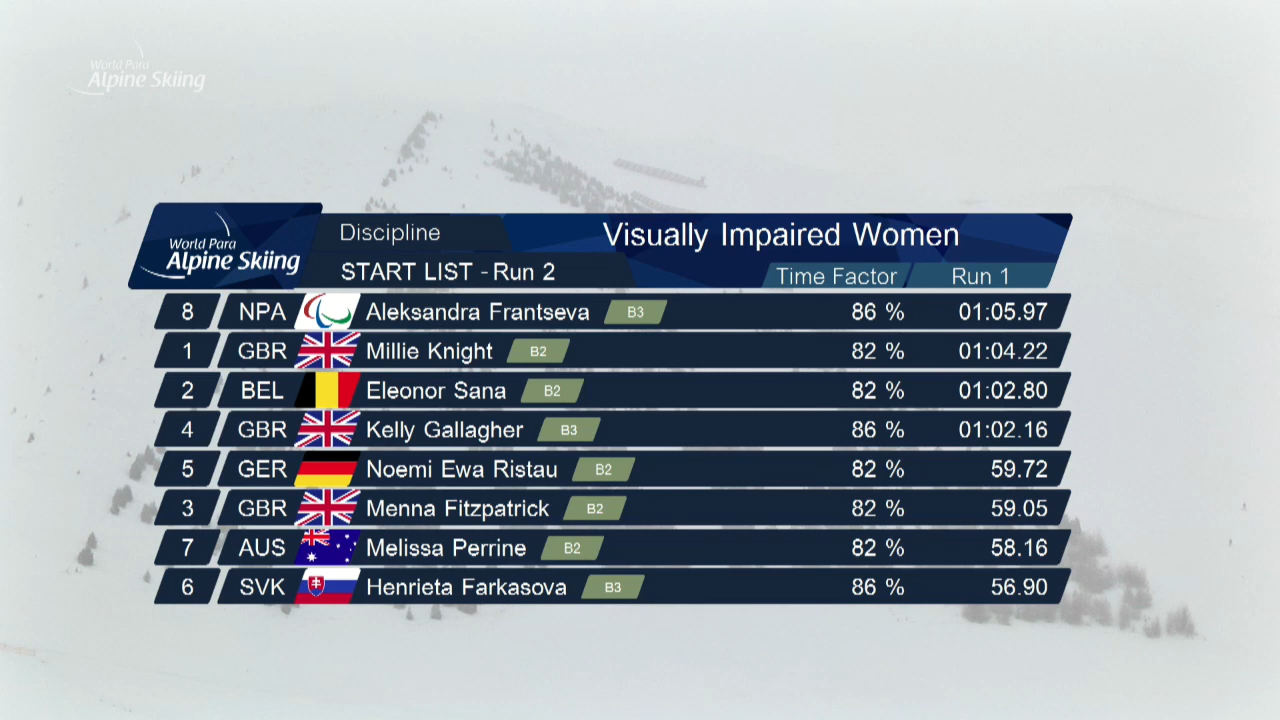 World Para
Alpine Skiing
World Para
Alpine Skiing
Discipline
Visually Impaired Women
START LIST - Run 2
Time Factor
Run 1
8 NPA Aleksandra Frantseva B3 86 % 01:05.97
1 GBR Millie Knight B2 82 % 01:04.22
2 BEL Eleonor Sana B2 82 % 01:02.80
4 GBR Kelly Gallagher B3 86 % 01:02.16
5 GER Noemi Ewa Ristau B2 82 % 59.72
3 GBR Menna Fitzpatrick B2 82 % 59.05
7 AUS Melissa Perrine B2 82 % 58.16
6 SVK Henrieta Farkasova B3 86 % 56.90